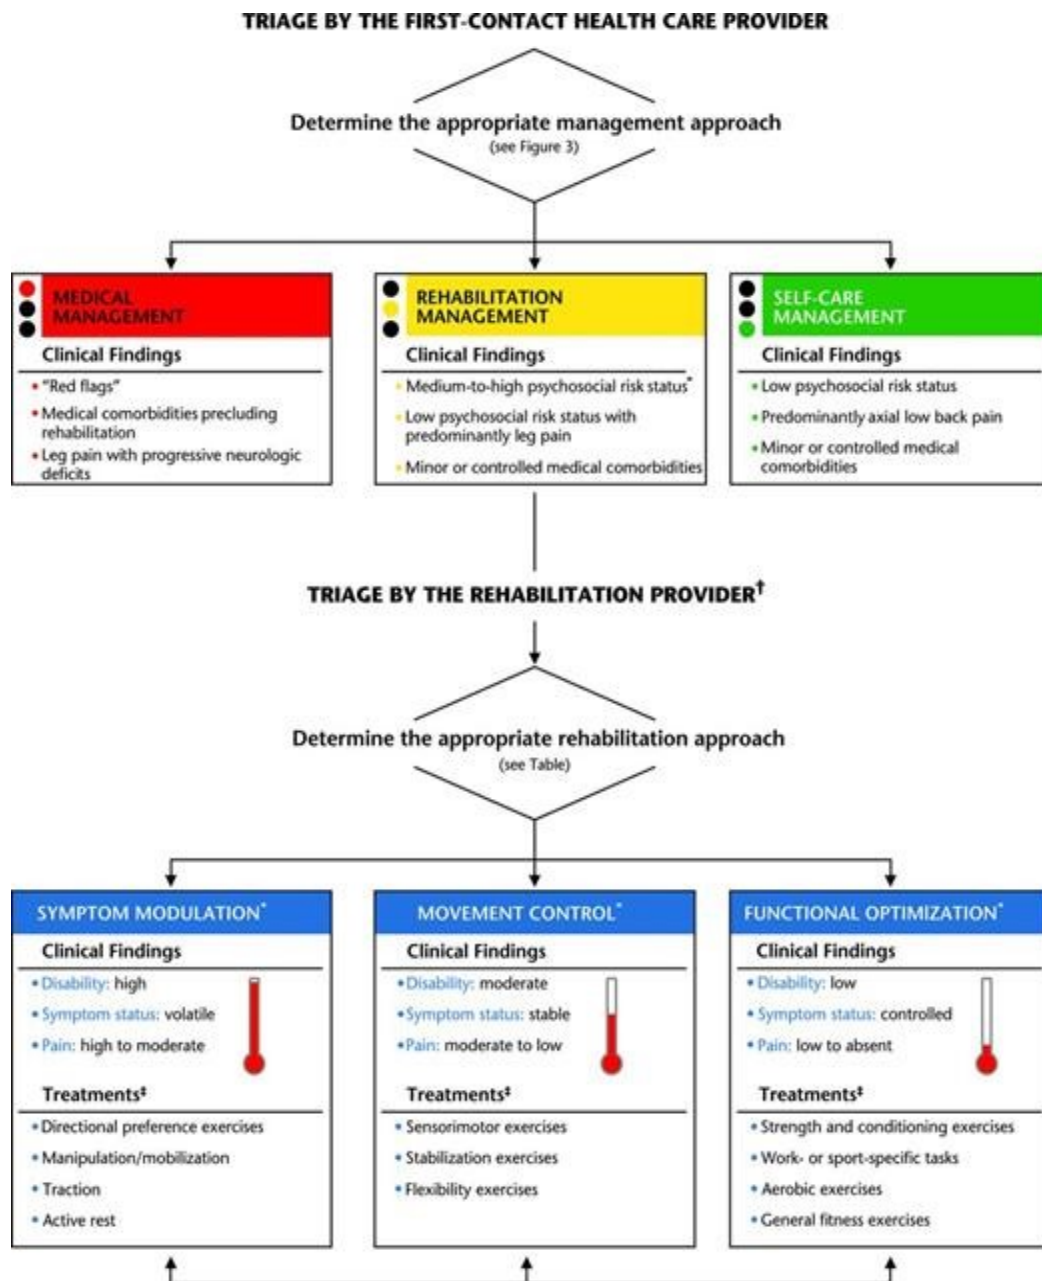 TRIAGE BY THE FIRST-CONTACT HEALTH CARE PROVIDER
Determine the appropriate management approach
(see Figure 3)
MEDICAL
MANAGEMENT
Clinical Findings
• "Red flags"
• Medical comorbidities precluding
rehabilitation
• Leg pain with progressive neurologic
deficits
REHABILITATION
MANAGEMENT
Clinical Findings
• Medium-to-high psychosocial risk status*
• Low psychosocial risk status with
predominantly leg pain
• Minor or controlled medical comorbidities
SELF-CARE
MANAGEMENT
Clinical Findings
• Low psychosocial risk status
• Predominantly axial low back pain
• Minor or controlled medical
comorbidities
TRIAGE BY THE REHABILITATION PROVIDER†
Determine the appropriate rehabilitation approach
(see Table)
SYMPTOM MODULATION*
Clinical Findings
• Disability: high
• Symptom status: volatile
• Pain: high to moderate
Treatments‡
• Directional preference exercises
• Manipulation/mobilization
• Traction
• Active rest
MOVEMENT CONTROL*
Clinical Findings
• Disability: moderate
• Symptom status: stable
• Pain: moderate to low
Treatments‡
• Sensorimotor exercises
• Stabilization exercises
• Flexibility exercises
FUNCTIONAL OPTIMIZATION*
Clinical Findings
• Disability: low
• Symptom status: controlled
• Pain: low to absent
Treatments‡
• Strength and conditioning exercises
• Work- or sport-specific tasks
• Aerobic exercises
• General fitness exercises